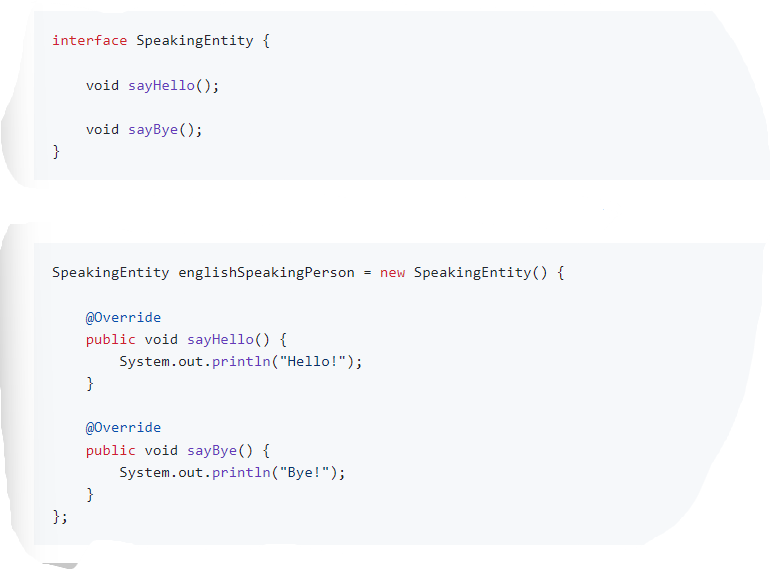 interface SpeakingEntity {
void sayHello();
void sayBye();
}
SpeakingEntity englishSpeakingPerson = new SpeakingEntity() {
@Override
public void sayHello() {
System.out.println("Hello!");
}
@Override
public void sayBye() {
System.out.println("Bye!");
}
};